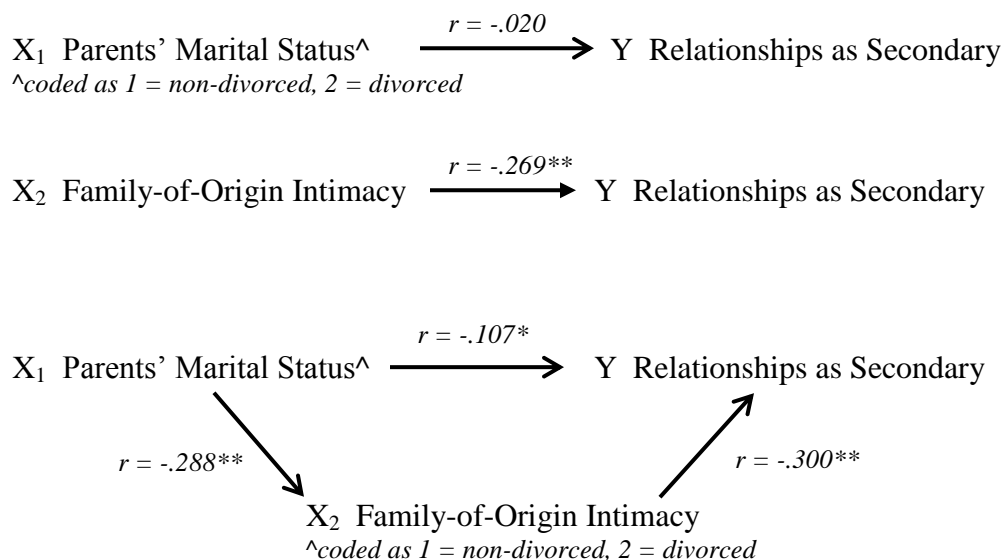 r = -.020
X₁ Parents’ Marital Status^ Y Relationships as Secondary
^coded as 1 = non-divorced, 2 = divorced
r = -.269**
X₂ Family-of-Origin Intimacy Y Relationships as Secondary
r = -.107*
X₁ Parents’ Marital Status^ Y Relationships as Secondary
r = -.288** r = -.300**
X₂ Family-of-Origin Intimacy
^coded as 1 = non-divorced, 2 = divorced